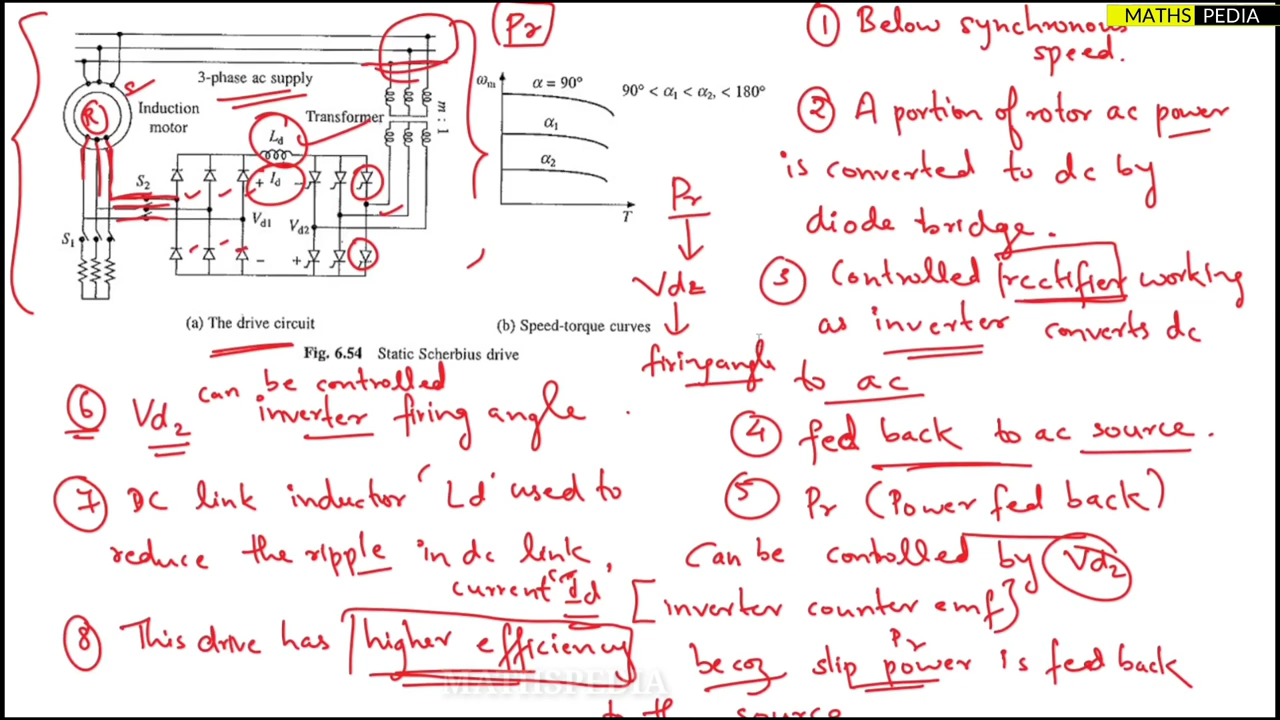 MATHS PEDIA
Pr
3-phase ac supply
S
R
Induction
motor
Transformer
m : 1
Ld
+ Id −
S2
Vd1
Vd2
S1
−
+
(a) The drive circuit
ωm
α = 90°
90° < α1 < α2, < 180°
α1
α2
T
(b) Speed-torque curves
Fig. 6.54 Static Scherbius drive
Pr
Vd2
firing angle
① Below synchronous
speed.
② A portion of rotor ac power
is converted to dc by
diode bridge.
③ Controlled rectifier working
as inverter converts dc
to ac
④ fed back to ac source.
⑤ Pr (Power fed back)
Can be controlled by Vd2
[inverter counter emf]
Pr
becoz slip power is feed back
to the source
⑥ Vd2 can be controlled
inverter firing angle.
⑦ DC link inductor 'Ld' used to
reduce the ripple in dc link,
current "Id"
⑧ This drive has higher efficiency
MATHSPEDIA